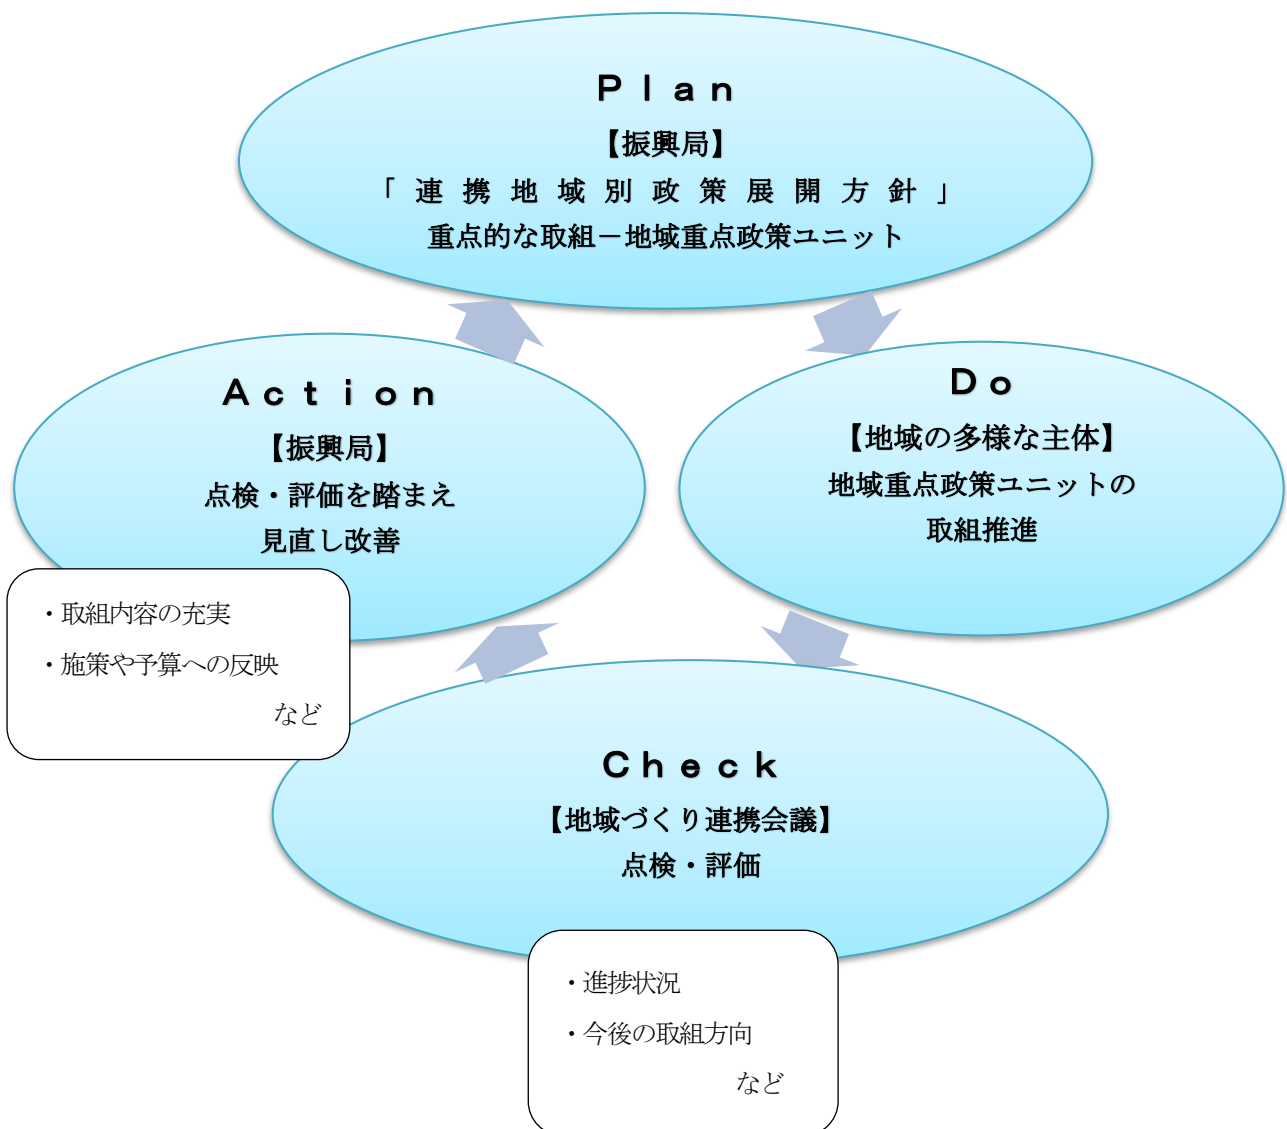 Ｐｌａｎ
【振興局】
「連携地域別政策展開方針」
重点的な取組－地域重点政策ユニット
Ａｃｔｉｏｎ
【振興局】
点検・評価を踏まえ
見直し改善
・取組内容の充実
・施策や予算への反映
など
Ｄｏ
【地域の多様な主体】
地域重点政策ユニットの
取組推進
Ｃｈｅｃｋ
【地域づくり連携会議】
点検・評価
・進捗状況
・今後の取組方向
など